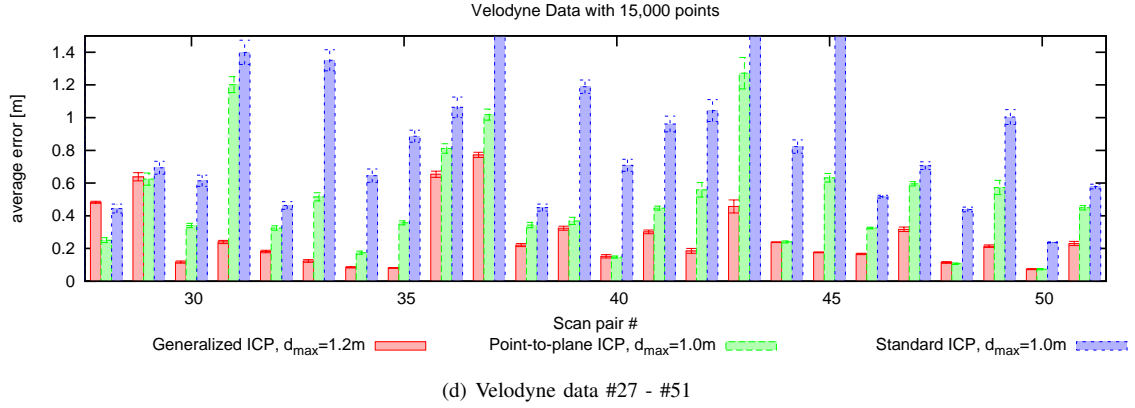 Velodyne Data with 15,000 points
average error [m]
1.4
1.2
1
0.8
0.6
0.4
0.2
0
30 35 40 45 50
Scan pair #
Generalized ICP, dmax=1.2m Point-to-plane ICP, dmax=1.0m Standard ICP, dmax=1.0m
(d) Velodyne data #27 - #51